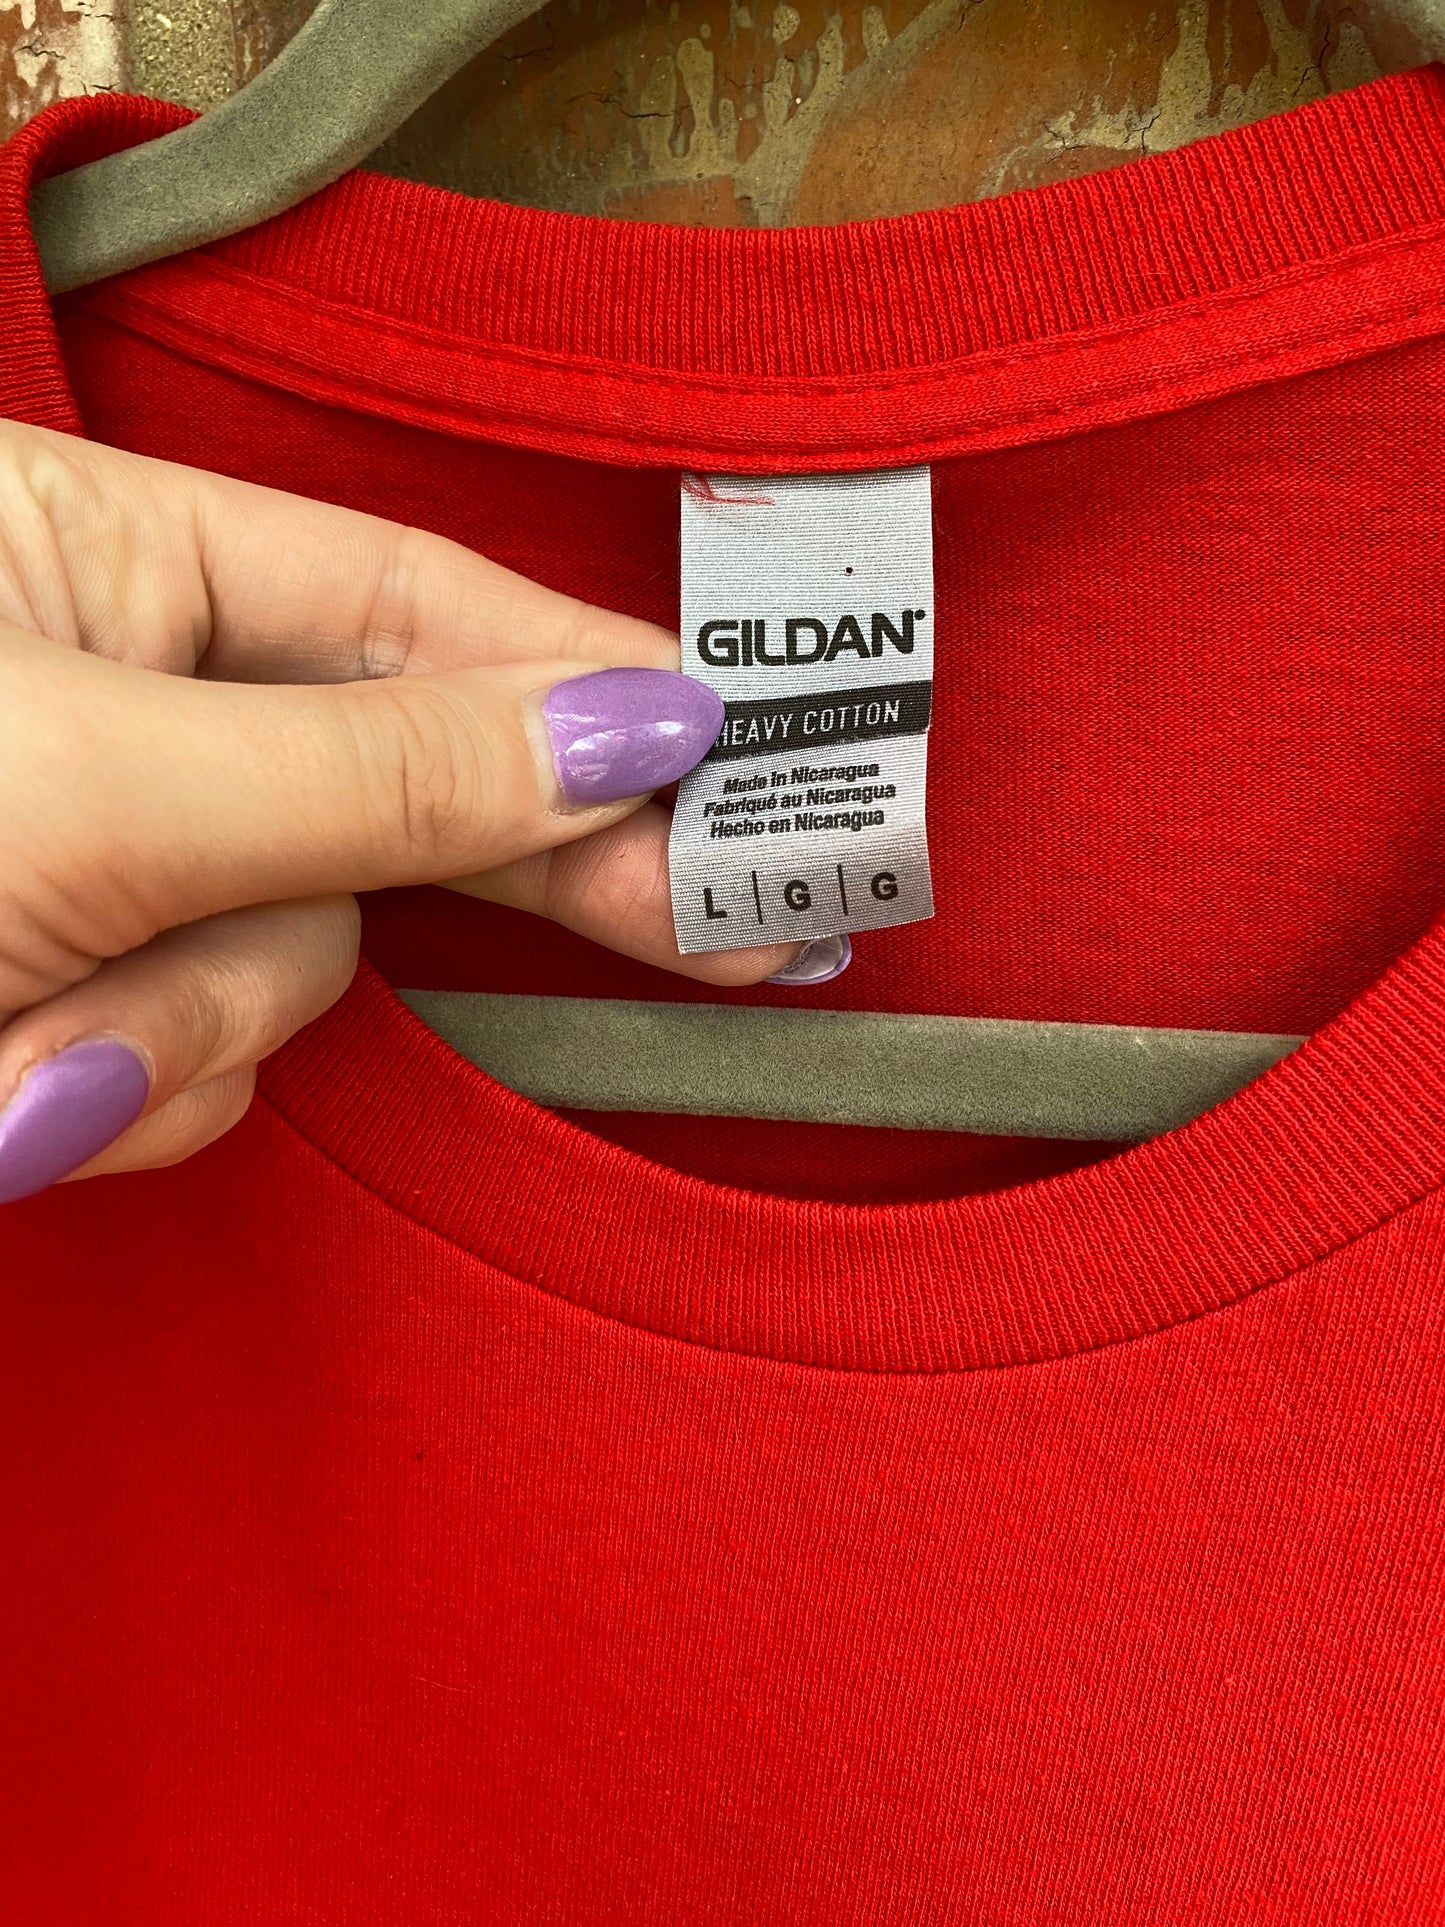 GILDAN
HEAVY COTTON
Made in Nicaragua
Fabriqué au Nicaragua
Hecho en Nicaragua
L | G | G